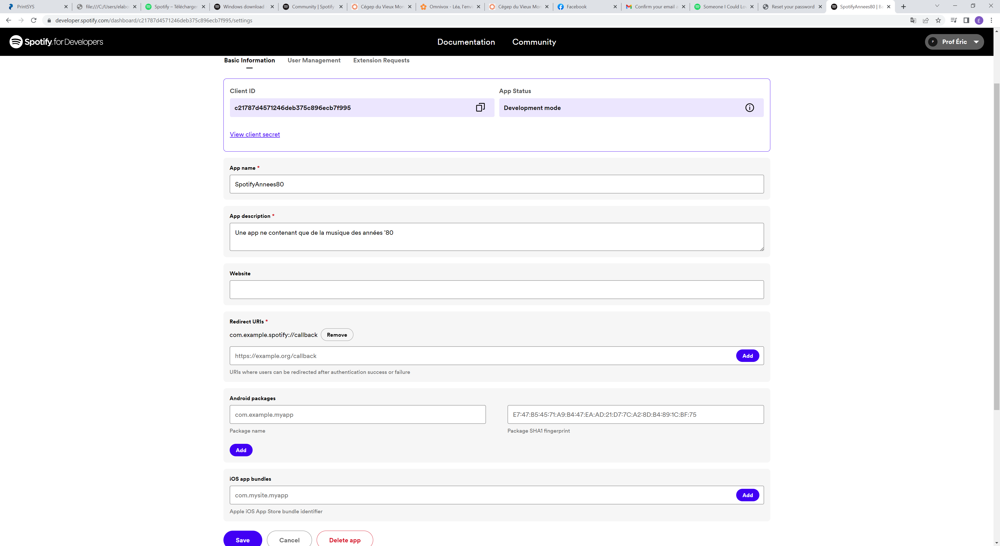 PrintSYS
file:///C:/Users/elabo
Spotify – Télécharger
Windows download
Community | Spotify
Cégep du Vieux Mon
Omnivox - Léa, l'envi
Cégep du Vieux Mon
Facebook
Confirm your email a
Someone I Could Lo
Reset your password
SpotifyAnnees80 | Ba
developer.spotify.com/dashboard/c21787d4571246deb375c896ecb7f995/settings
É
Spotify for Developers
Documentation
Community
P
Prof Éric
Basic Information
User Management
Extension Requests
Client ID
App Status
c21787d4571246deb375c896ecb7f995
Development mode
View client secret
App name *
SpotifyAnnees80
App description *
Une app ne contenant que de la musique des années '80
Website
Redirect URIs *
com.example.spotify://callback
Remove
https://example.org/callback
Add
URIs where users can be redirected after authentication success or failure
Android packages
com.example.myapp
E7:47:B5:45:71:A9:B4:47:EA:AD:21:D7:7C:A2:8D:B4:89:1C:BF:75
Package name
Package SHA1 fingerprint
Add
iOS app bundles
com.mysite.myapp
Add
Apple iOS App Store bundle identifier
Save
Cancel
Delete app